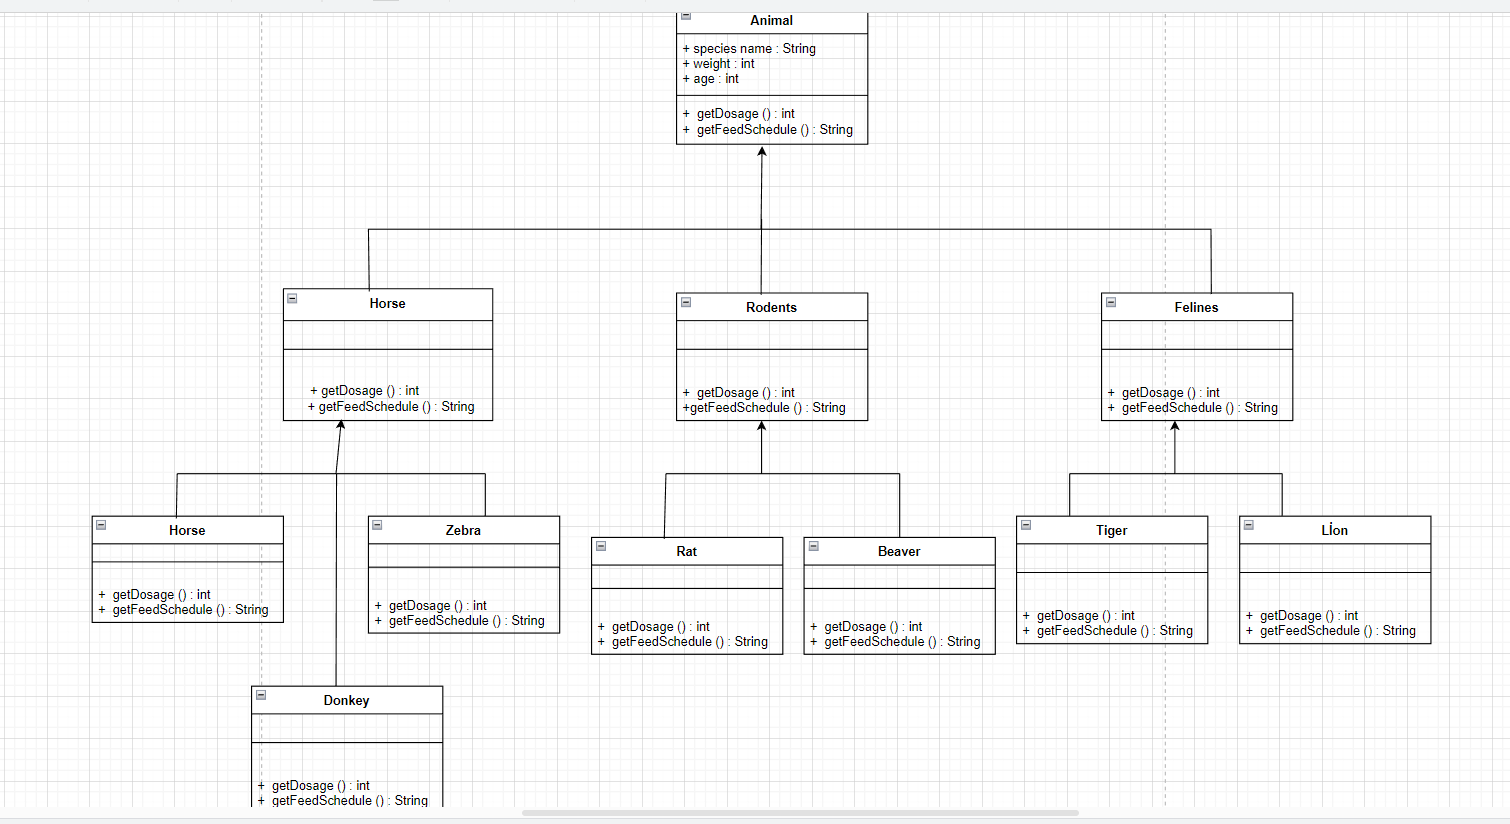 Animal
+ species name : String
+ weight : int
+ age : int
+ getDosage () : int
+ getFeedSchedule () : String
Horse
+ getDosage () : int
+ getFeedSchedule () : String
Rodents
+ getDosage () : int
+getFeedSchedule () : String
Felines
+ getDosage () : int
+ getFeedSchedule () : String
Horse
+ getDosage () : int
+ getFeedSchedule () : String
Zebra
+ getDosage () : int
+ getFeedSchedule () : String
Rat
+ getDosage () : int
+ getFeedSchedule () : String
Beaver
+ getDosage () : int
+ getFeedSchedule () : String
Tiger
+ getDosage () : int
+ getFeedSchedule () : String
Lİon
+ getDosage () : int
+ getFeedSchedule () : String
Donkey
+ getDosage () : int
+ getFeedSchedule () : String